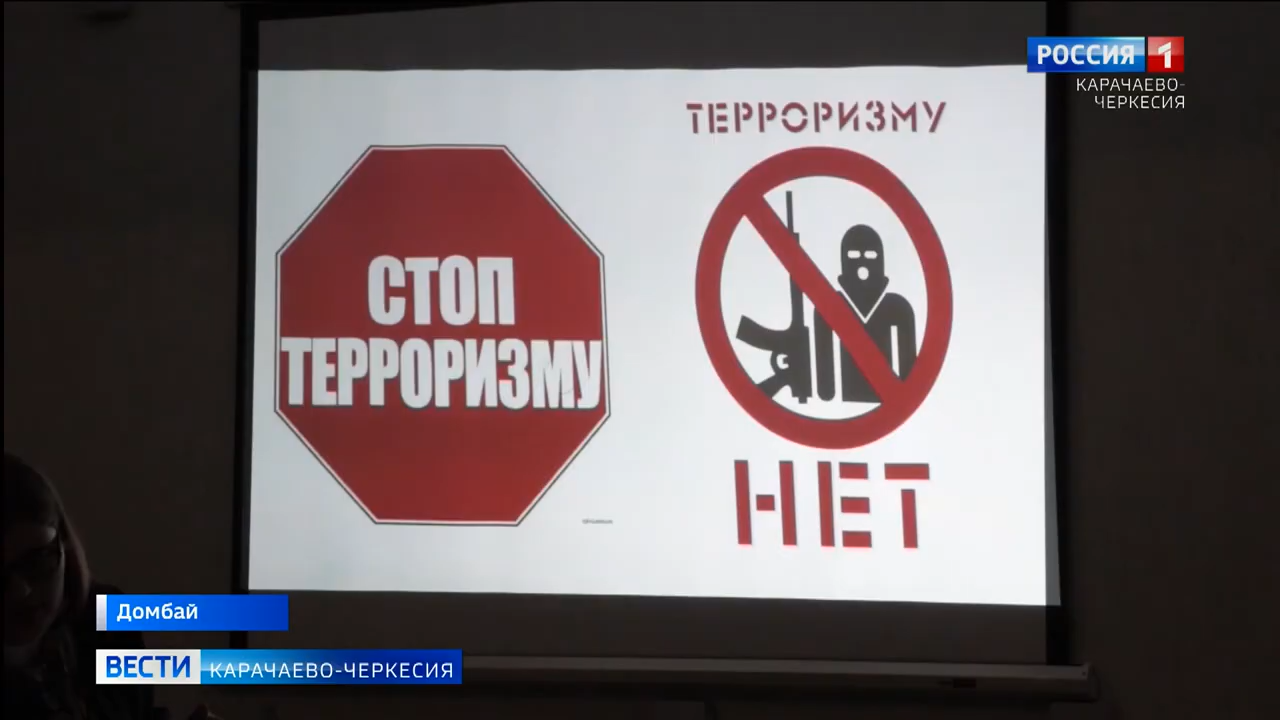 РОССИЯ 1
КАРАЧАЕВО-
ЧЕРКЕСИЯ
ТЕРРОРИЗМУ
СТОП
ТЕРРОРИЗМУ
НЕТ
Домбай
ВЕСТИ КАРАЧАЕВО-ЧЕРКЕСИЯ